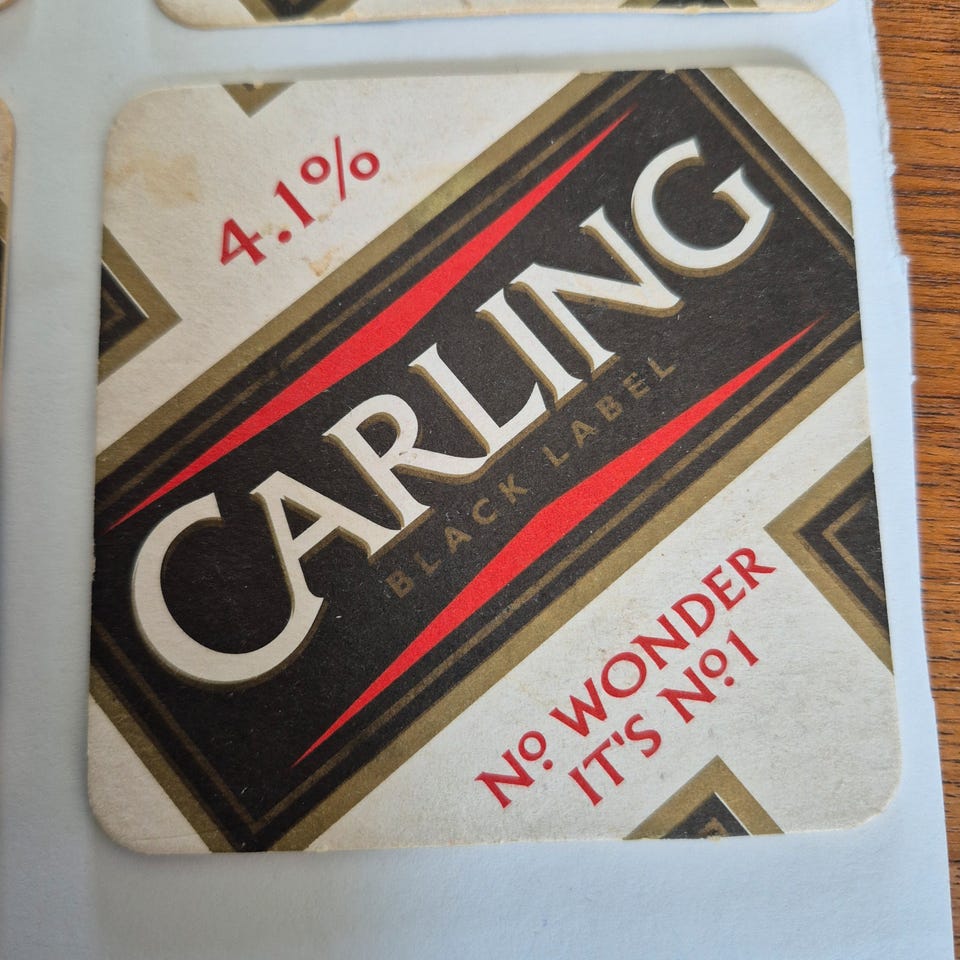 4.1%
CARLING
BLACK LABEL
Nº WONDER
IT'S Nº1